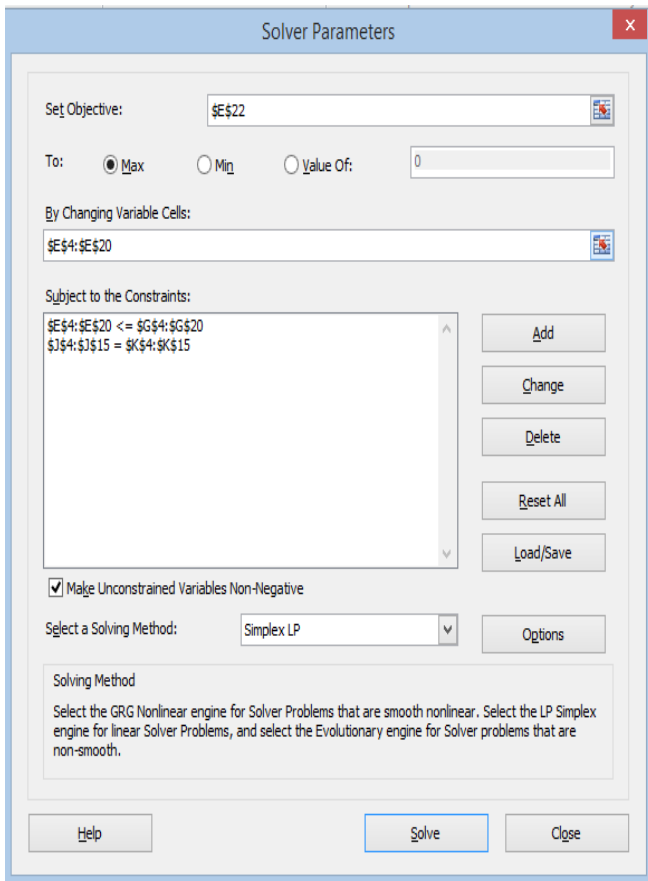 Solver Parameters
x
Set Objective:
$E$22
To:
Max
Min
Value Of:
0
By Changing Variable Cells:
$E$4:$E$20
Subject to the Constraints:
$E$4:$E$20 <= $G$4:$G$20
$J$4:$J$15 = $K$4:$K$15
Add
Change
Delete
Reset All
Load/Save
Make Unconstrained Variables Non-Negative
Select a Solving Method:
Simplex LP
Options
Solving Method
Select the GRG Nonlinear engine for Solver Problems that are smooth nonlinear. Select the LP Simplex
engine for linear Solver Problems, and select the Evolutionary engine for Solver problems that are
non-smooth.
Help
Solve
Close